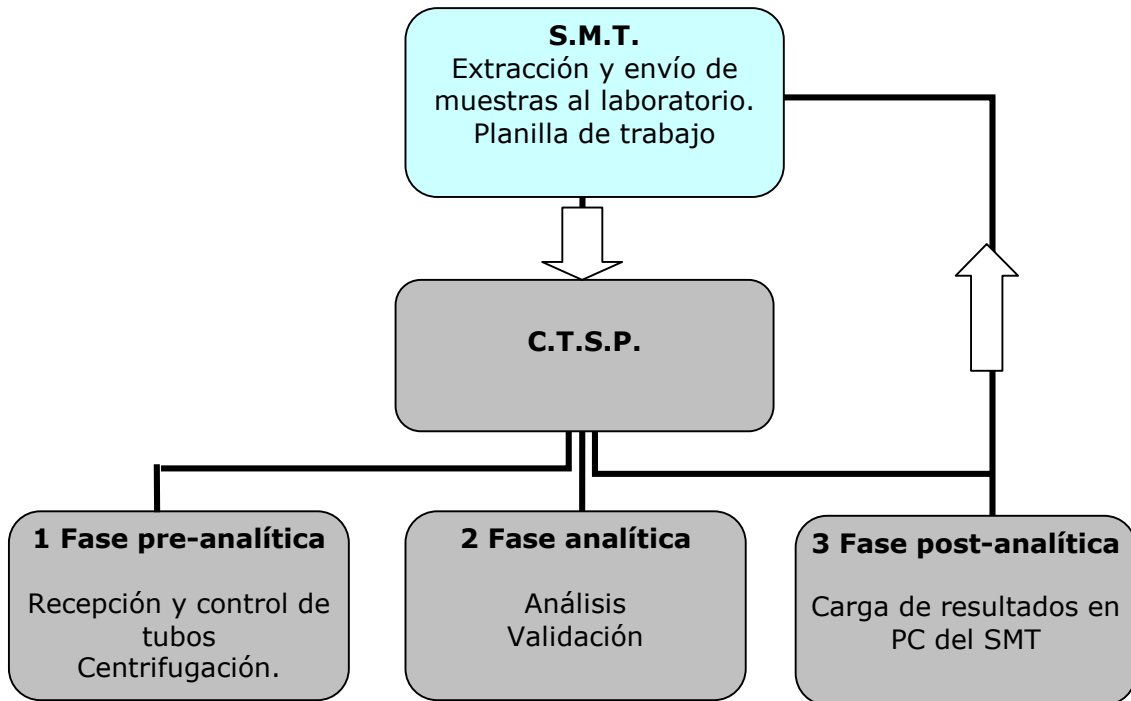 S.M.T.
Extracción y envío de
muestras al laboratorio.
Planilla de trabajo
C.T.S.P.
1 Fase pre-analítica
Recepción y control de
tubos
Centrifugación.
2 Fase analítica
Análisis
Validación
3 Fase post-analítica
Carga de resultados en
PC del SMT